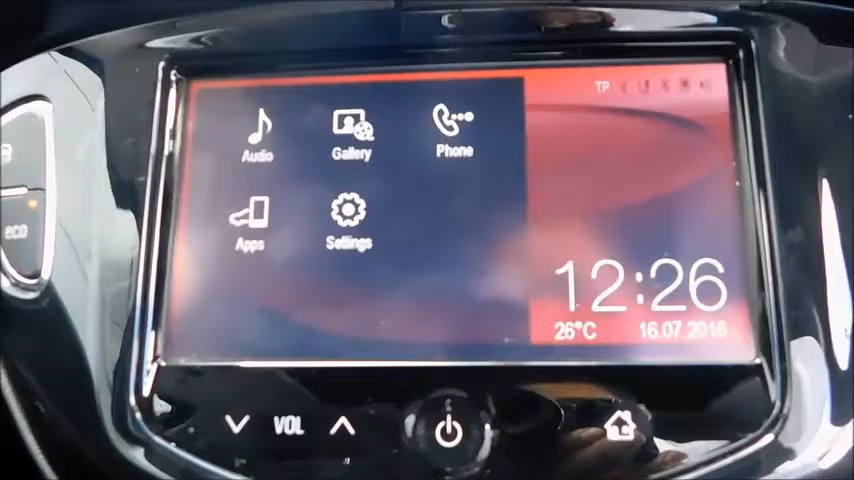 TP
Audio Gallery Phone
Apps Settings
12:26
26°C 16.07.2016
ECO
VOL